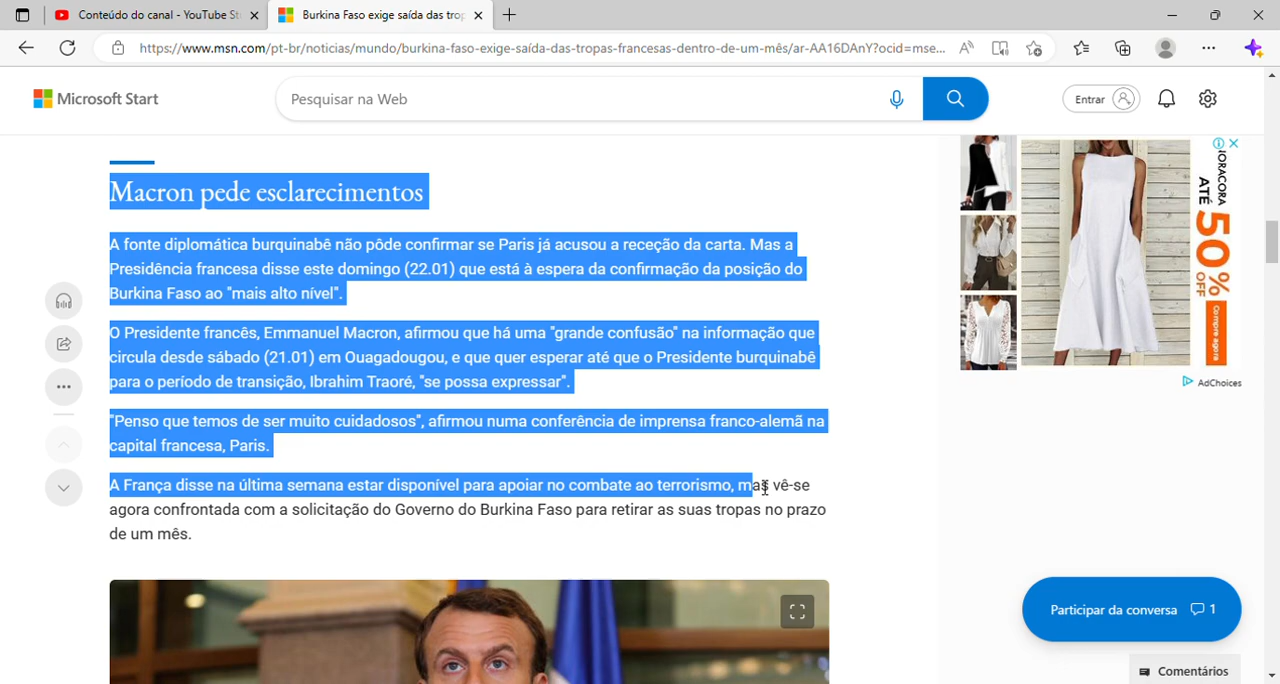 Conteúdo do canal - YouTube St
Burkina Faso exige saída das trop
https://www.msn.com/pt-br/noticias/mundo/burkina-faso-exige-saída-das-tropas-francesas-dentro-de-um-mês/ar-AA16DAnY?ocid=mse...
Microsoft Start
Pesquisar na Web
Entrar
Macron pede esclarecimentos
A fonte diplomática burquinabê não pôde confirmar se Paris já acusou a receção da carta. Mas a
Presidência francesa disse este domingo (22.01) que está à espera da confirmação da posição do
Burkina Faso ao "mais alto nível".
O Presidente francês, Emmanuel Macron, afirmou que há uma "grande confusão" na informação que
circula desde sábado (21.01) em Ouagadougou, e que quer esperar até que o Presidente burquinabê
para o período de transição, Ibrahim Traoré, "se possa expressar".
"Penso que temos de ser muito cuidadosos", afirmou numa conferência de imprensa franco-alemã na
capital francesa, Paris.
A França disse na última semana estar disponível para apoiar no combate ao terrorismo, mas vê-se
agora confrontada com a solicitação do Governo do Burkina Faso para retirar as suas tropas no prazo
de um mês.
IORACORA
ATÉ
50%
OFF
Compre agora
AdChoices
Participar da conversa 1
Comentários